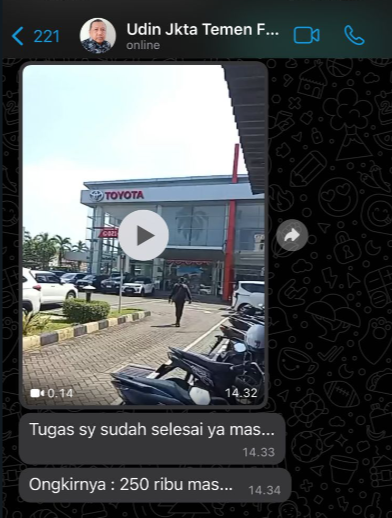 221
Udin Jkta Temen F...
online
TOYOTA
0.14
14.32
Tugas sy sudah selesai ya mas...
14.33
Ongkirnya : 250 ribu mas...
14.34